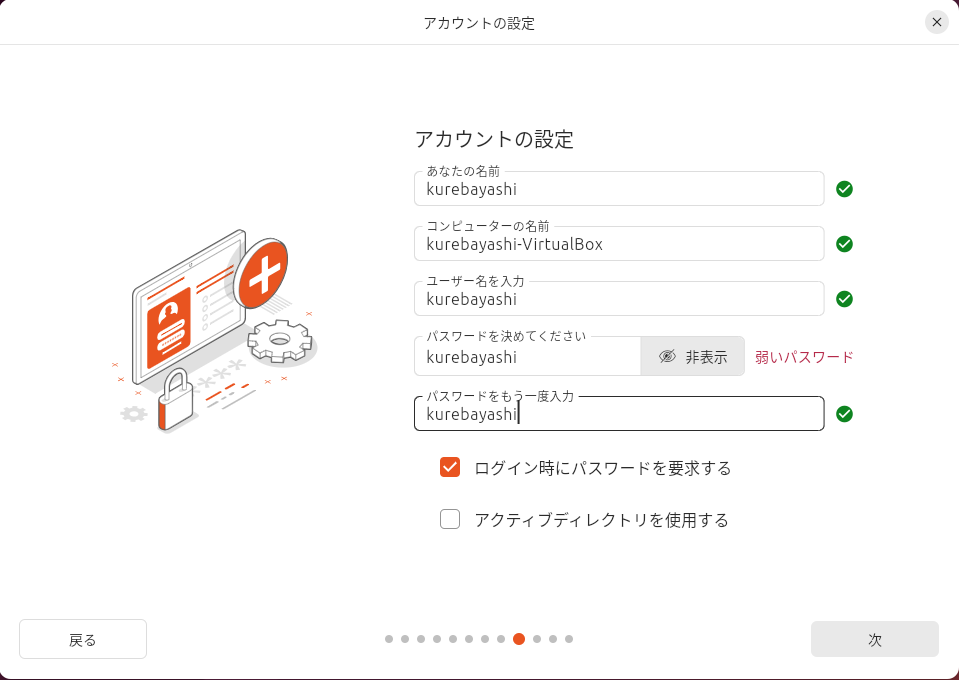 アカウントの設定
アカウントの設定
あなたの名前
kurebayashi
コンピューターの名前
kurebayashi-VirtualBox
ユーザー名を入力
kurebayashi
パスワードを決めてください
kurebayashi
非表示
弱いパスワード
パスワードをもう一度入力
kurebayashi
ログイン時にパスワードを要求する
アクティブディレクトリを使用する
戻る
次